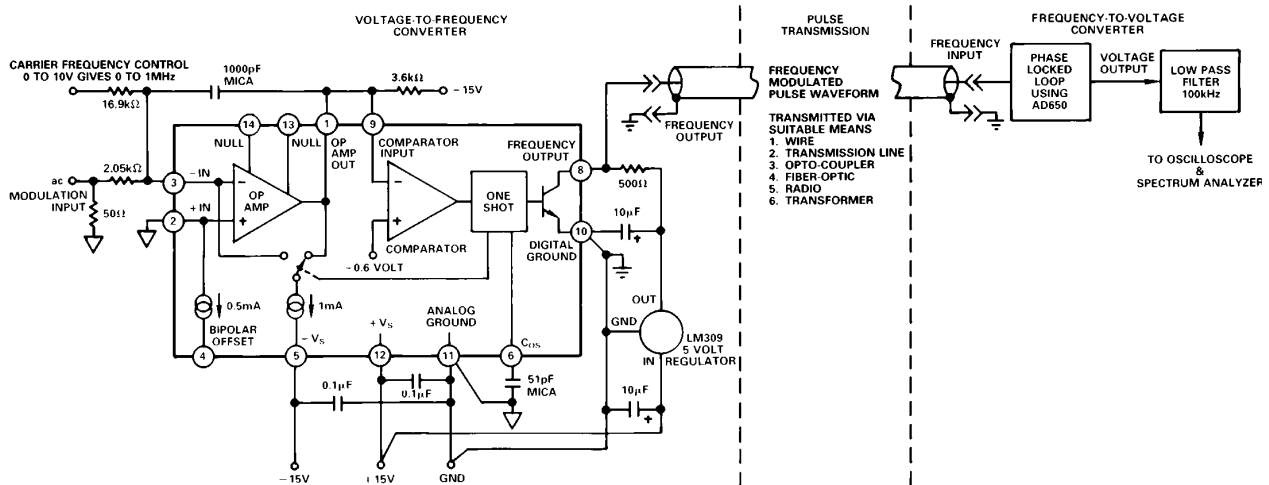 VOLTAGE-TO-FREQUENCY
CONVERTER
PULSE
TRANSMISSION
FREQUENCY-TO-VOLTAGE
CONVERTER
CARRIER FREQUENCY CONTROL
0 TO 10V GIVES 0 TO 1MHz
16.9kΩ
1000pF
MICA
3.6kΩ
−15V
14
13
1
9
NULL
NULL
OP
AMP
OUT
COMPARATOR
INPUT
FREQUENCY
OUTPUT
8
FREQUENCY
OUTPUT
500Ω
2.05kΩ
ac
MODULATION
INPUT
50Ω
3
− IN
2
+ IN
−
+
OP
AMP
−
+
COMPARATOR
−0.6 VOLT
ONE
SHOT
DIGITAL
GROUND
10
10μF
+
0.5mA
BIPOLAR
OFFSET
4
1mA
− VS
5
+ VS
12
ANALOG
GROUND
11
COS
6
OUT
GND
IN
LM309
5 VOLT
REGULATOR
0.1μF
0.1μF
51pF
MICA
10μF
+
−15V
+15V
GND
FREQUENCY
MODULATED
PULSE WAVEFORM
TRANSMITTED VIA
SUITABLE MEANS
1. WIRE
2. TRANSMISSION LINE
3. OPTO-COUPLER
4. FIBER-OPTIC
5. RADIO
6. TRANSFORMER
FREQUENCY
INPUT
PHASE
LOCKED
LOOP
USING
AD650
VOLTAGE
OUTPUT
LOW PASS
FILTER
100kHz
TO OSCILLOSCOPE
&
SPECTRUM ANALYZER